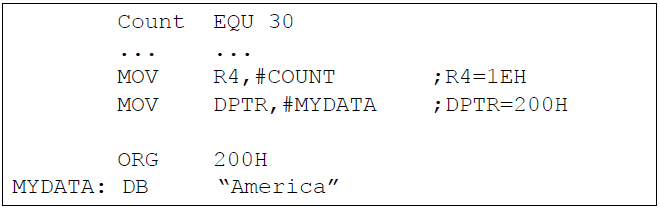 Count EQU 30
... ...
MOV R4,#COUNT ;R4=1EH
MOV DPTR,#MYDATA ;DPTR=200H
ORG 200H
MYDATA: DB “America”